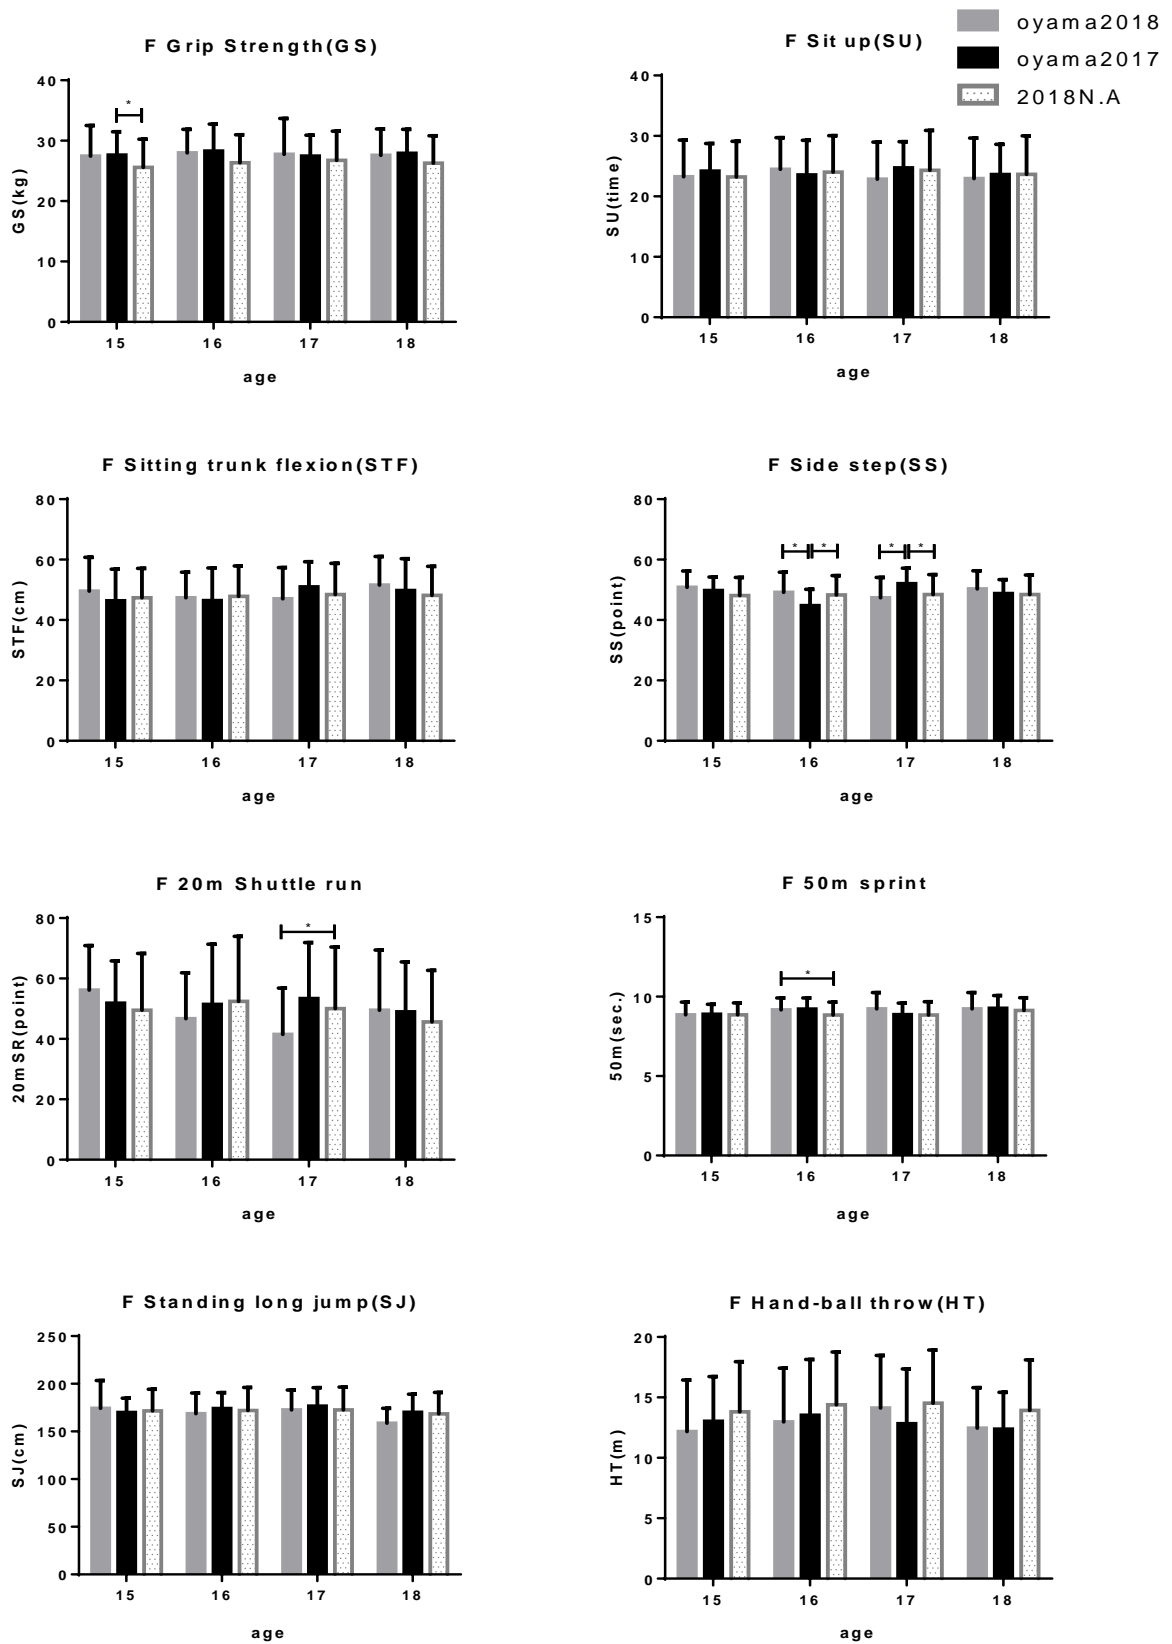 oyama2018
oyama2017
2018N.A
F Grip Strength(GS)
40
30
20
10
0
GS(kg)
*
15 16 17 18
age
F Sit up(SU)
40
30
20
10
0
SU(time)
15 16 17 18
age
F Sitting trunk flexion(STF)
80
60
40
20
0
STF(cm)
15 16 17 18
age
F Side step(SS)
80
60
40
20
0
SS(point)
* * * *
15 16 17 18
age
F 20m Shuttle run
80
60
40
20
0
20mSR(point)
*
15 16 17 18
age
F 50m sprint
15
10
5
0
50m(sec.)
*
15 16 17 18
age
F Standing long jump(SJ)
250
200
150
100
50
0
SJ(cm)
15 16 17 18
age
F Hand-ball throw(HT)
20
15
10
5
0
HT(m)
15 16 17 18
age